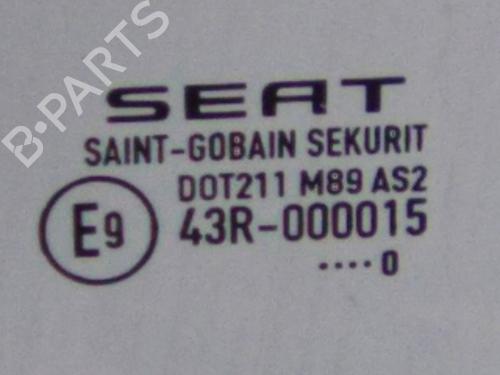 B-PARTS
SEAT
SAINT-GOBAIN SEKURIT
DOT211 M89 AS2
E9
43R-000015
....0